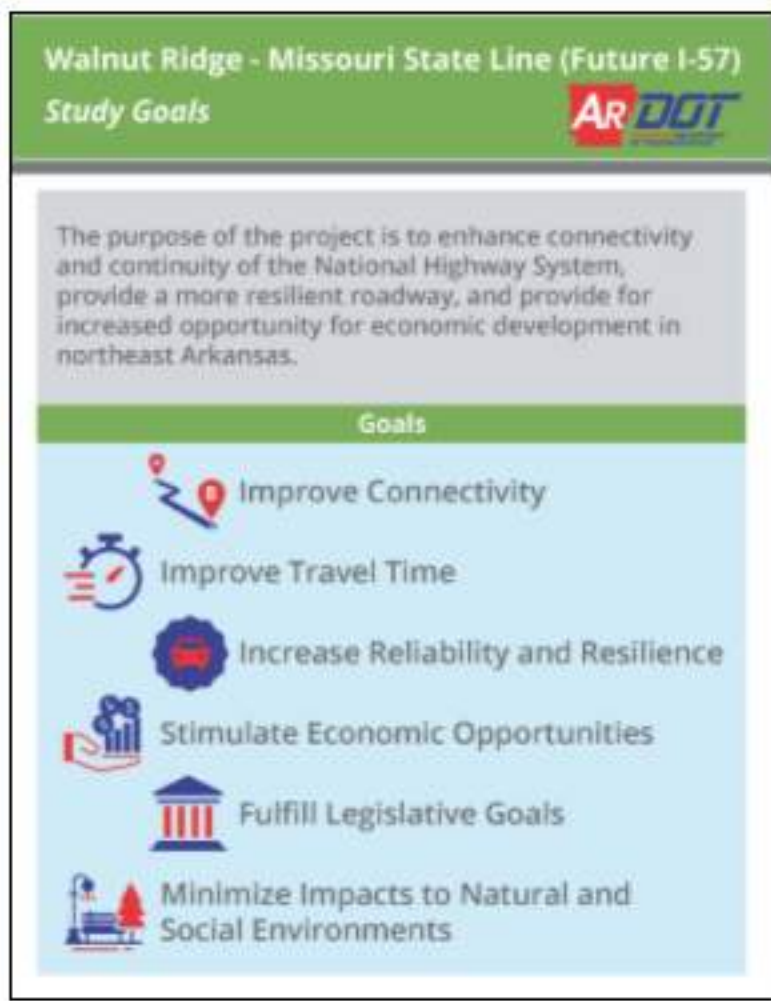 Walnut Ridge - Missouri State Line (Future I-57)
Study Goals
ARDOT
The purpose of the project is to enhance connectivity
and continuity of the National Highway System,
provide a more resilient roadway, and provide for
increased opportunity for economic development in
northeast Arkansas.
Goals
Improve Connectivity
Improve Travel Time
Increase Reliability and Resilience
Stimulate Economic Opportunities
Fulfill Legislative Goals
Minimize Impacts to Natural and
Social Environments